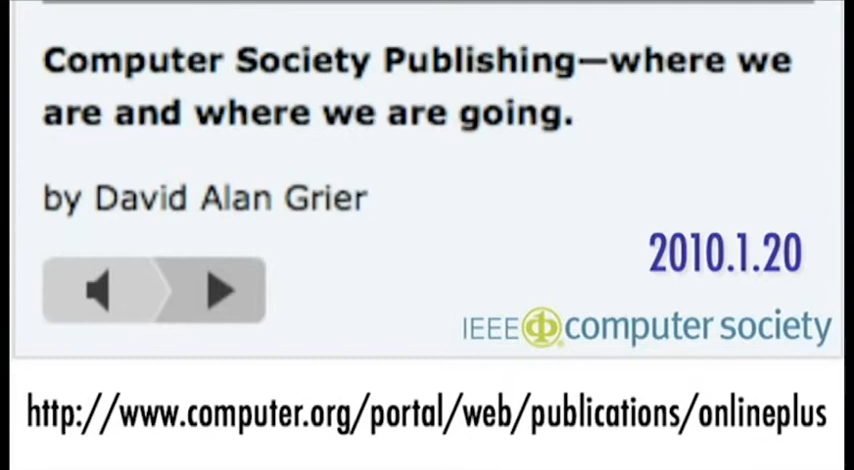 Computer Society Publishing—where we
are and where we are going.
by David Alan Grier
2010.1.20
IEEE computer society
http://www.computer.org/portal/web/publications/onlineplus